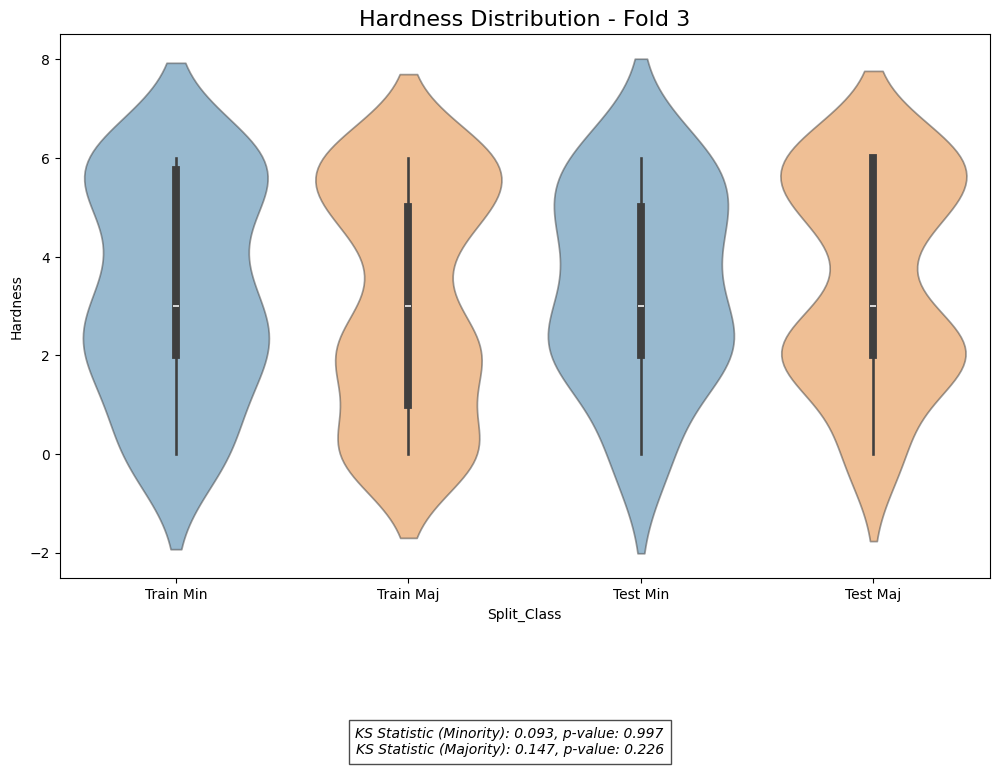 Hardness Distribution - Fold 3
8
6
4
2
0
−2
Hardness
Train Min
Train Maj
Test Min
Test Maj
Split_Class
KS Statistic (Minority): 0.093, p-value: 0.997
KS Statistic (Majority): 0.147, p-value: 0.226